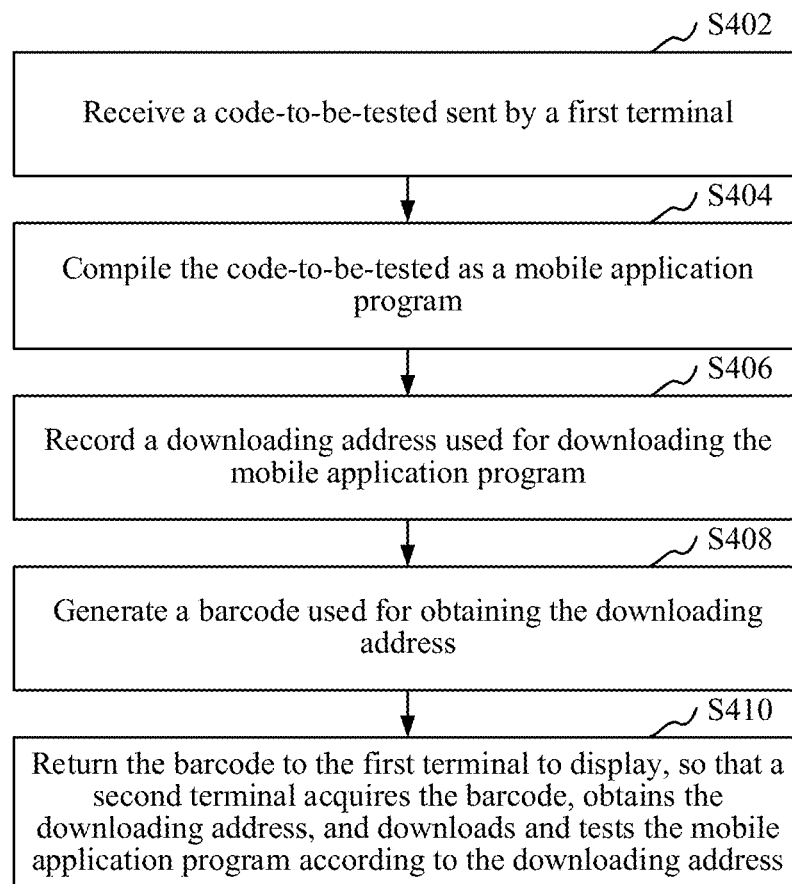 S402
Receive a code-to-be-tested sent by a first terminal
S404
Compile the code-to-be-tested as a mobile application
program
S406
Record a downloading address used for downloading the
mobile application program
S408
Generate a barcode used for obtaining the downloading
address
S410
Return the barcode to the first terminal to display, so that a
second terminal acquires the barcode, obtains the
downloading address, and downloads and tests the mobile
application program according to the downloading address